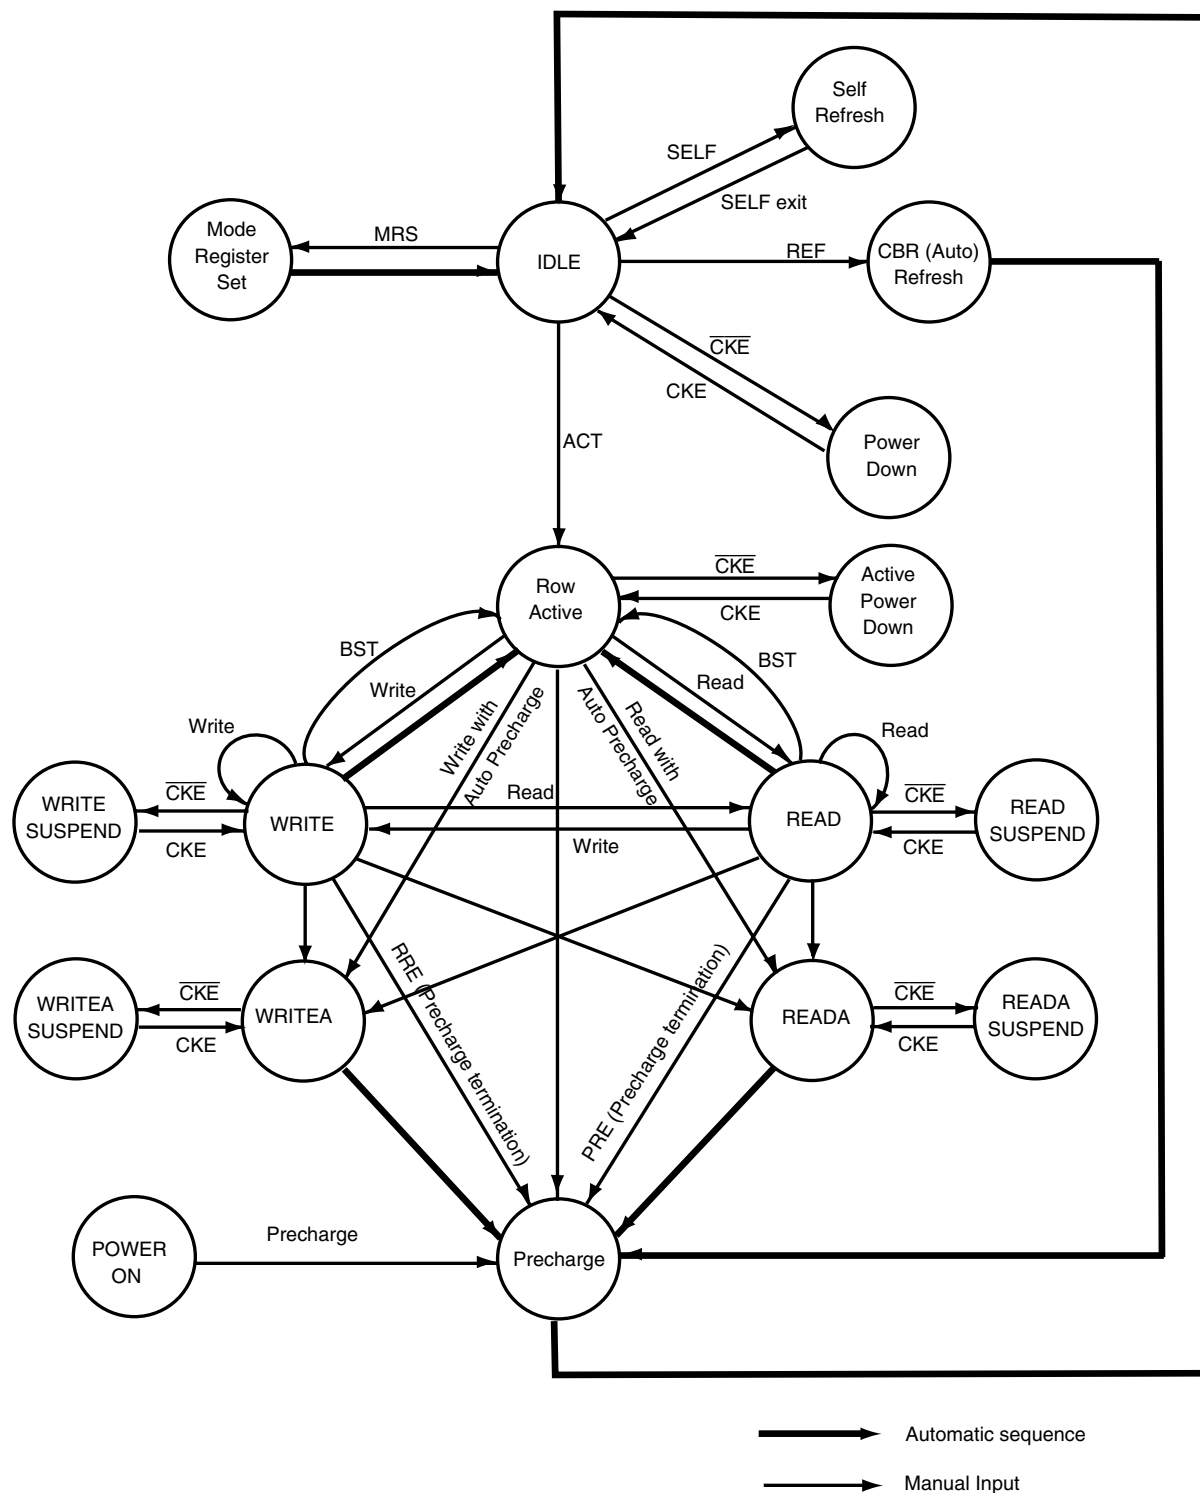 Self
Refresh
SELF
SELF exit
Mode
Register
Set
MRS
IDLE
REF
CBR (Auto)
Refresh
CKE
CKE
ACT
Power
Down
Row
Active
CKE
CKE
Active
Power
Down
BST
Write
Write with
Auto Precharge
Auto Precharge
Read with
Read
BST
Write
Read
WRITE
SUSPEND
CKE
CKE
WRITE
Read
Write
READ
CKE
CKE
READ
SUSPEND
RRE (Precharge termination)
PRE (Precharge termination)
WRITEA
SUSPEND
CKE
CKE
WRITEA
READA
CKE
CKE
READA
SUSPEND
POWER
ON
Precharge
Precharge
Automatic sequence
Manual Input